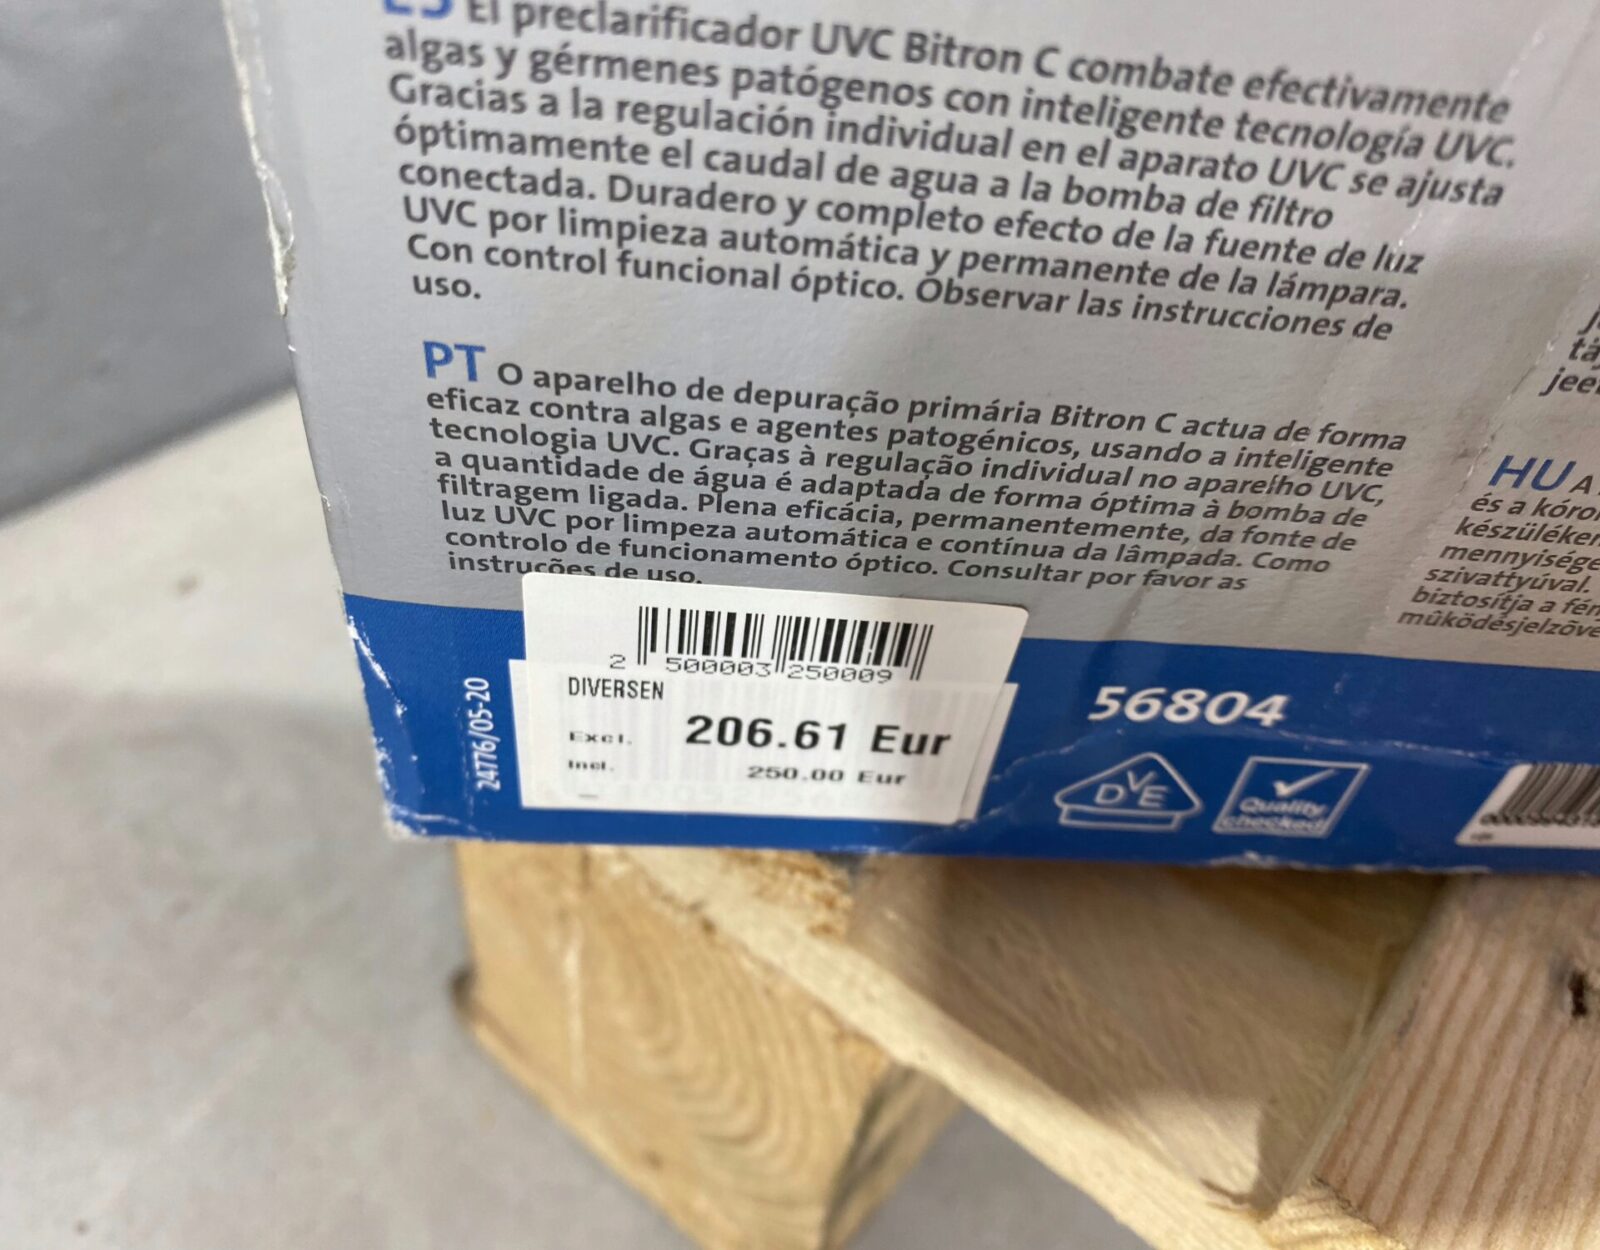 ES El preclarificador UVC Bitron C combate efectivamente
algas y gérmenes patógenos con inteligente tecnología UVC.
Gracias a la regulación individual en el aparato UVC se ajusta
óptimamente el caudal de agua a la bomba de filtro
conectada. Duradero y completo efecto de la fuente de luz
UVC por limpieza automática y permanente de la lámpara.
Con control funcional óptico. Observar las instrucciones de
uso.
PT O aparelho de depuração primária Bitron C actua de forma
eficaz contra algas e agentes patogénicos, usando a inteligente
tecnologia UVC. Graças à regulação individual no aparelho UVC,
a quantidade de água é adaptada de forma óptima à bomba de
filtragem ligada. Plena eficácia, permanentemente, da fonte de
luz UVC por limpeza automática e contínua da lâmpada. Como
controlo de funcionamento óptico. Consultar por favor as
instruções de uso.
HU A
és a kóro
készüléken
mennyisége
szivattyúval.
biztosítja a fén
mûködésjelzőve
24776/05-20
2 500003 250009
DIVERSEN
Excl. 206.61 Eur
Incl. 250.00 Eur
56804
DVE
Quality
checked